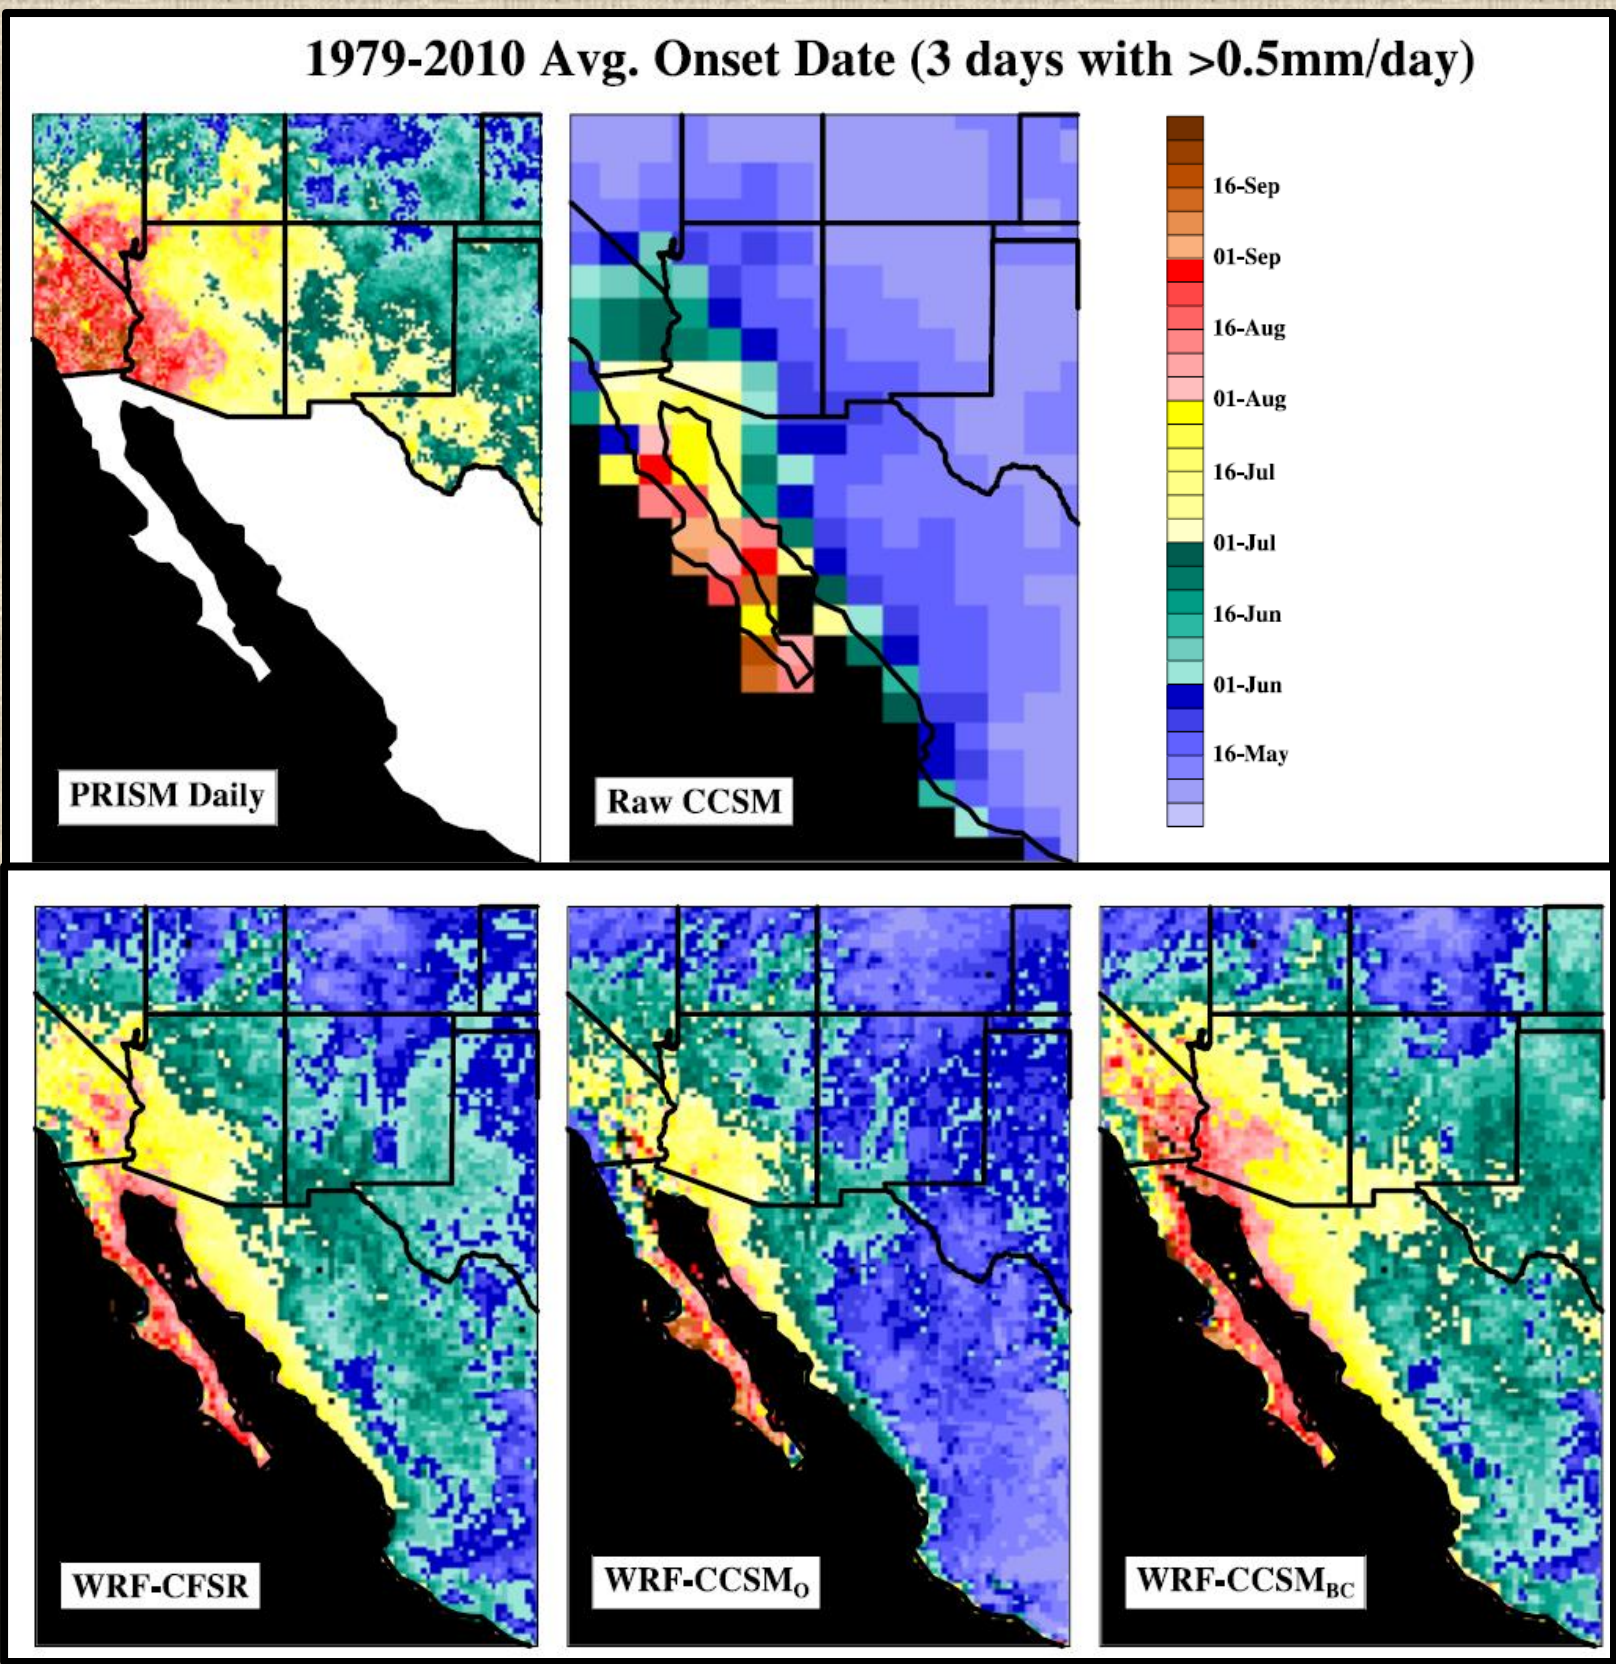 1979-2010 Avg. Onset Date (3 days with >0.5mm/day)
PRISM Daily
Raw CCSM
16-Sep
01-Sep
16-Aug
01-Aug
16-Jul
01-Jul
16-Jun
01-Jun
16-May
WRF-CFSR
WRF-CCSMO
WRF-CCSMBC